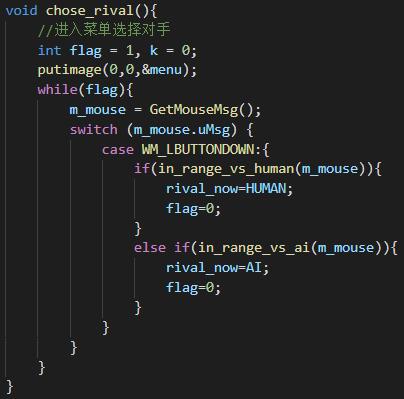 void chose_rival(){
    //进入菜单选择对手
    int flag = 1, k = 0;
    putimage(0,0,&menu);
    while(flag){
        m_mouse = GetMouseMsg();
        switch (m_mouse.uMsg) {
            case WM_LBUTTONDOWN:{
                if(in_range_vs_human(m_mouse)){
                    rival_now=HUMAN;
                    flag=0;
                }
                else if(in_range_vs_ai(m_mouse)){
                    rival_now=AI;
                    flag=0;
                }
            }
        }
    }
}